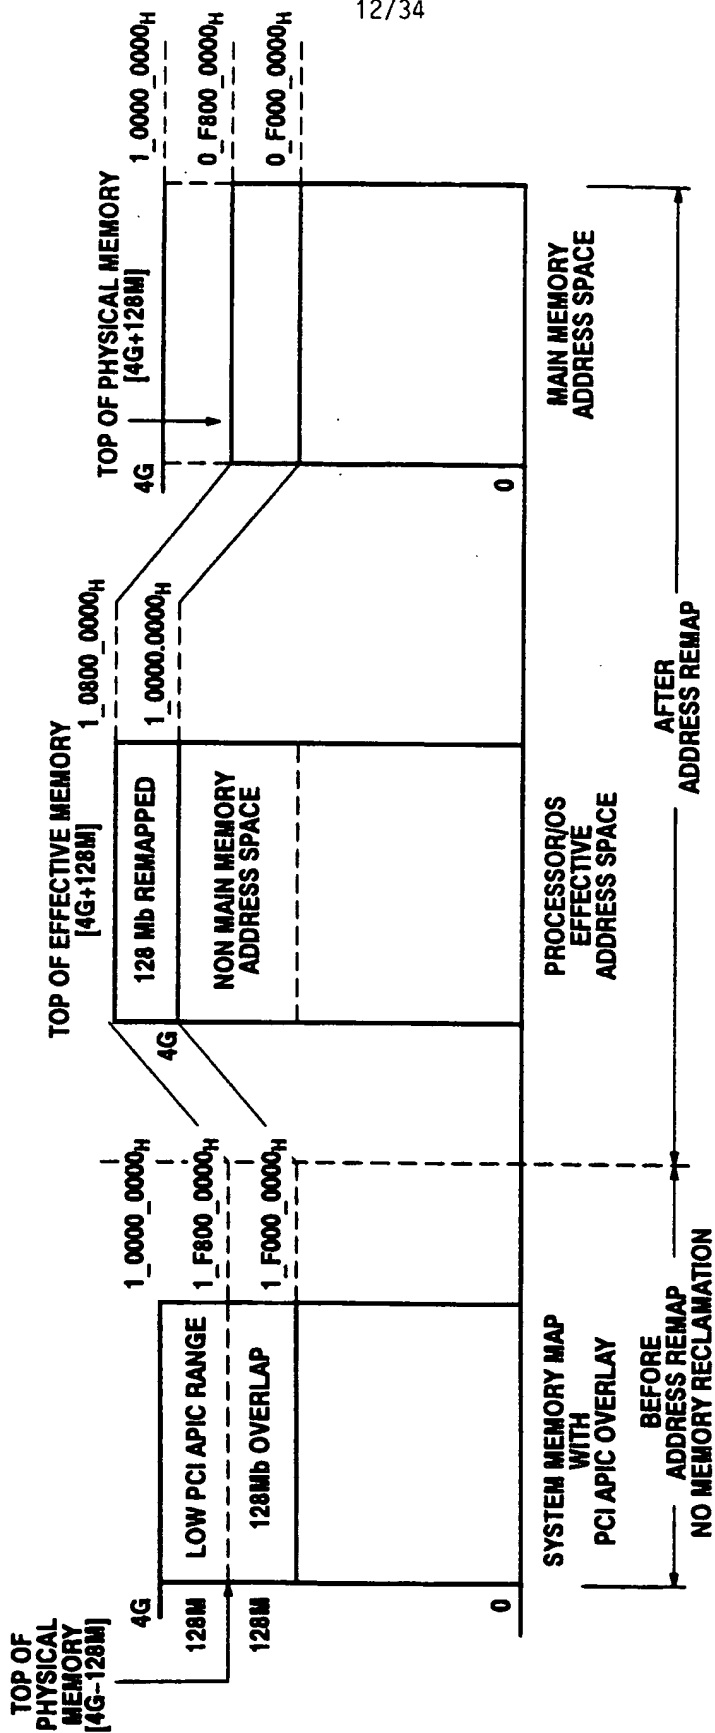 12/34
TOP OF
PHYSICAL
MEMORY
[4G–128M]
4G
128M
128M
0
LOW PCI APIC RANGE
128Mb OVERLAP
1_0000_0000H
1_F800_0000H
1_F000_0000H
SYSTEM MEMORY MAP
WITH
PCI APIC OVERLAY
BEFORE
ADDRESS REMAP
NO MEMORY RECLAMATION
TOP OF EFFECTIVE MEMORY
[4G+128M]
4G
128 Mb REMAPPED
NON MAIN MEMORY
ADDRESS SPACE
1_0800_0000H
1_0000.0000H
PROCESSOR/OS
EFFECTIVE
ADDRESS SPACE
AFTER
ADDRESS REMAP
TOP OF PHYSICAL MEMORY
[4G+128M]
4G
0
1_0000_0000H
0_F800_0000H
0_F000_0000H
MAIN MEMORY
ADDRESS SPACE